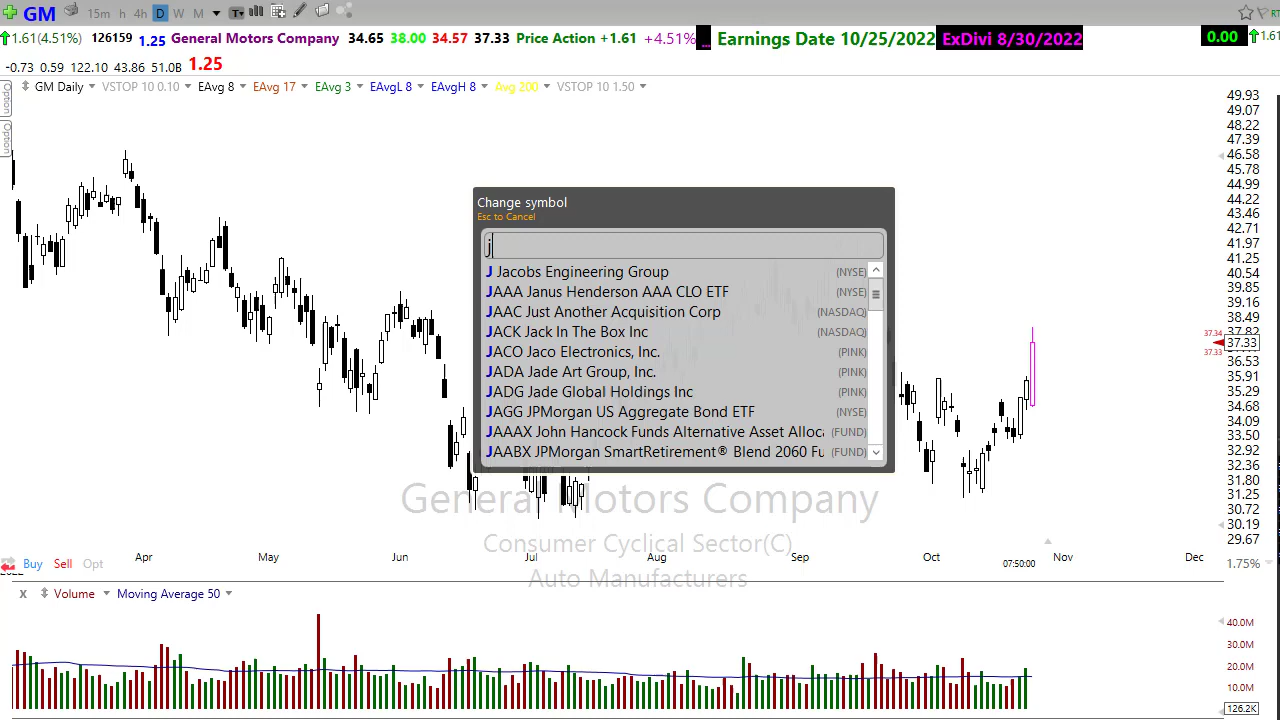 GM 15m h 4h D W M T
1.61(4.51%) 126159 1.25 General Motors Company 34.65 38.00 34.57 37.33 Price Action +1.61 +4.51% ... Earnings Date 10/25/2022 ExDivi 8/30/2022 0.00 1.61
-0.73 0.59 122.10 43.86 51.0B 1.25
GM Daily VSTOP 10 0.10 EAvg 8 EAvg 17 EAvg 3 EAvgL 8 EAvgH 8 Avg 200 VSTOP 10 1.50
Option
Option
49.93
49.07
48.22
47.39
46.58
45.78
44.99
44.22
43.46
42.71
41.97
41.25
40.54
39.85
39.16
38.49
37.82
37.34
37.33
37.33
36.53
35.91
35.29
34.68
34.09
33.50
32.92
32.36
31.80
31.25
30.72
30.19
29.67
Change symbol
Esc to Cancel
j
J Jacobs Engineering Group (NYSE)
JAAA Janus Henderson AAA CLO ETF (NYSE)
JAAC Just Another Acquisition Corp (NASDAQ)
JACK Jack In The Box Inc (NASDAQ)
JACO Jaco Electronics, Inc. (PINK)
JADA Jade Art Group, Inc. (PINK)
JADG Jade Global Holdings Inc (PINK)
JAGG JPMorgan US Aggregate Bond ETF (NYSE)
JAAAX John Hancock Funds Alternative Asset Alloca (FUND)
JAABX JPMorgan SmartRetirement® Blend 2060 Fu (FUND)
General Motors Company
Consumer Cyclical Sector(C)
Auto Manufacturers
Apr May Jun Jul Aug Sep Oct Nov Dec
07:50:00
Buy Sell Opt 1.75%
X Volume Moving Average 50
40.0M
30.0M
20.0M
10.0M
126.2K